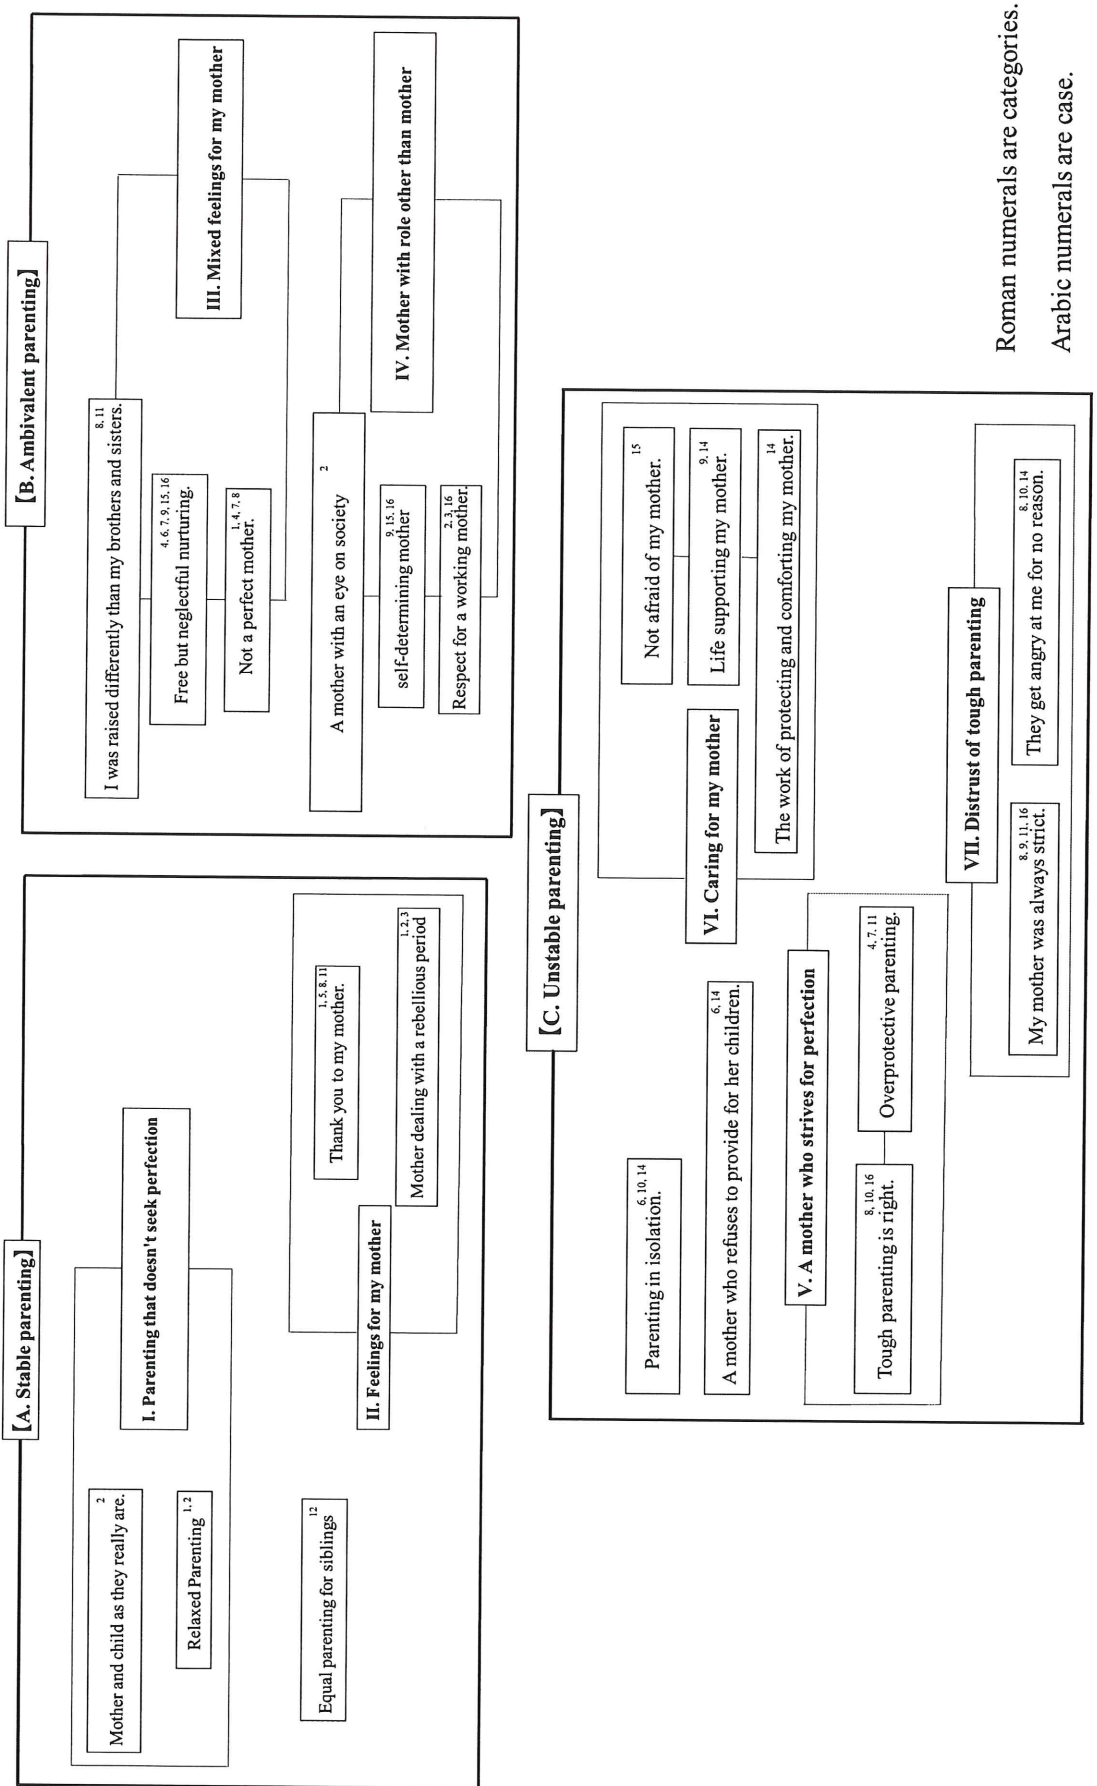 【A. Stable parenting】
2
Mother and child as they really are.
Relaxed Parenting 1, 2
I. Parenting that doesn't seek perfection
12
Equal parenting for siblings
II. Feelings for my mother
1, 5, 8, 11
Thank you to my mother.
1, 2, 3
Mother dealing with a rebellious period
【B. Ambivalent parenting】
8, 11
I was raised differently than my brothers and sisters.
4, 6, 7, 9, 15, 16
Free but neglectful nurturing.
1, 4, 7, 8
Not a perfect mother.
III. Mixed feelings for my mother
2
A mother with an eye on society
9, 15, 16
self-determining mother
2, 3, 16
Respect for a working mother.
IV. Mother with role other than mother
【C. Unstable parenting】
6, 10, 14
Parenting in isolation.
6, 14
A mother who refuses to provide for her children.
V. A mother who strives for perfection
8, 10, 16
Tough parenting is right.
4, 7, 11
Overprotective parenting.
VI. Caring for my mother
15
Not afraid of my mother.
9, 14
Life supporting my mother.
14
The work of protecting and comforting my mother.
VII. Distrust of tough parenting
8, 9, 11, 16
My mother was always strict.
8, 10, 14
They get angry at me for no reason.
Roman numerals are categories.
Arabic numerals are case.